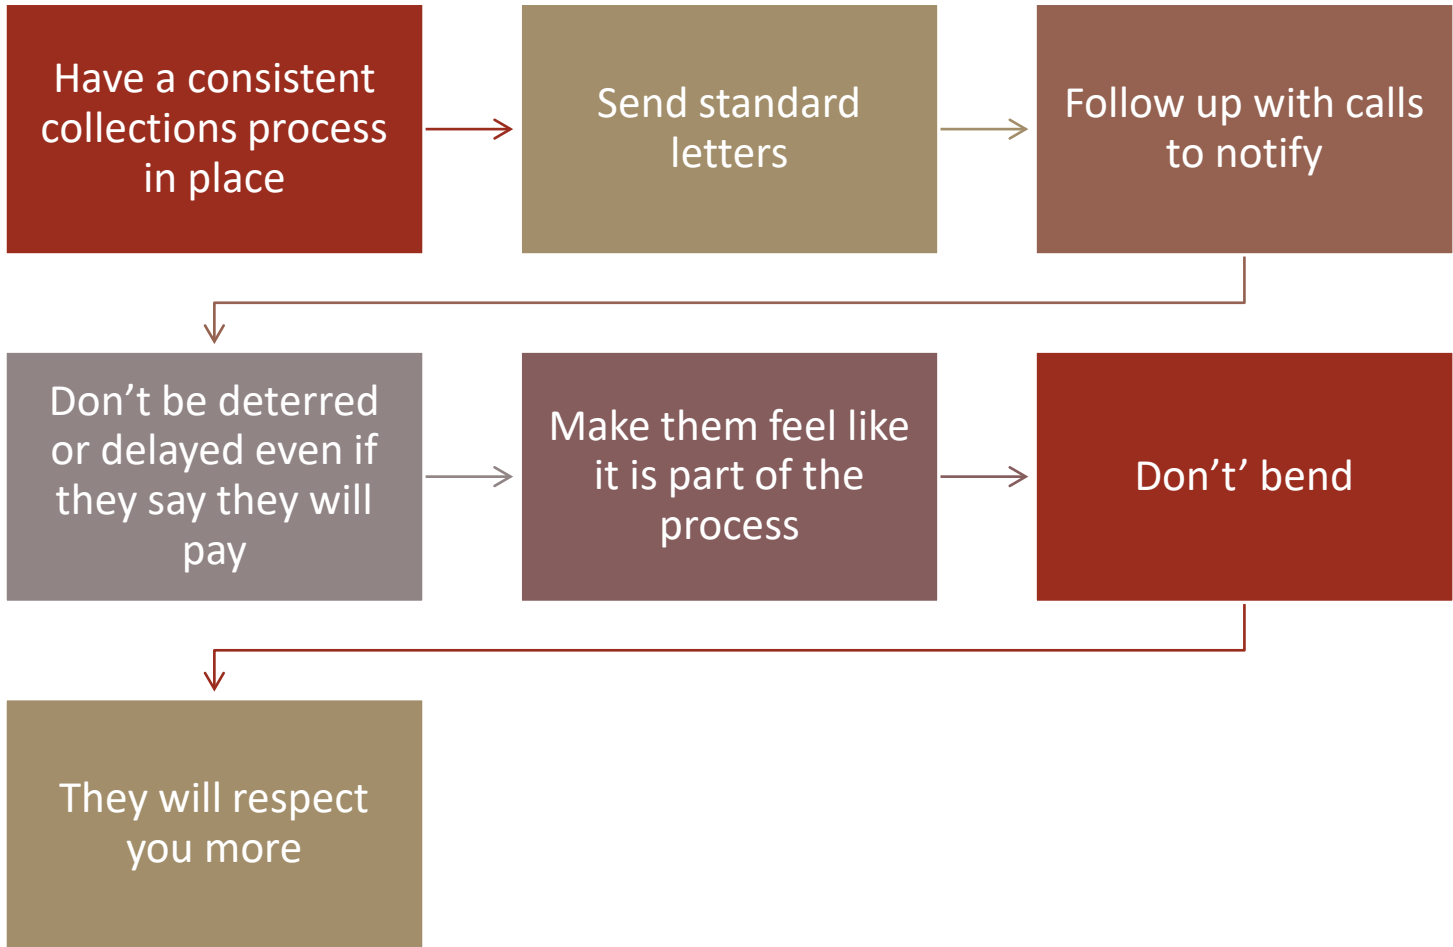 Have a consistent
collections process
in place
Send standard
letters
Follow up with calls
to notify
Don’t be deterred
or delayed even if
they say they will
pay
Make them feel like
it is part of the
process
Don’t’ bend
They will respect
you more